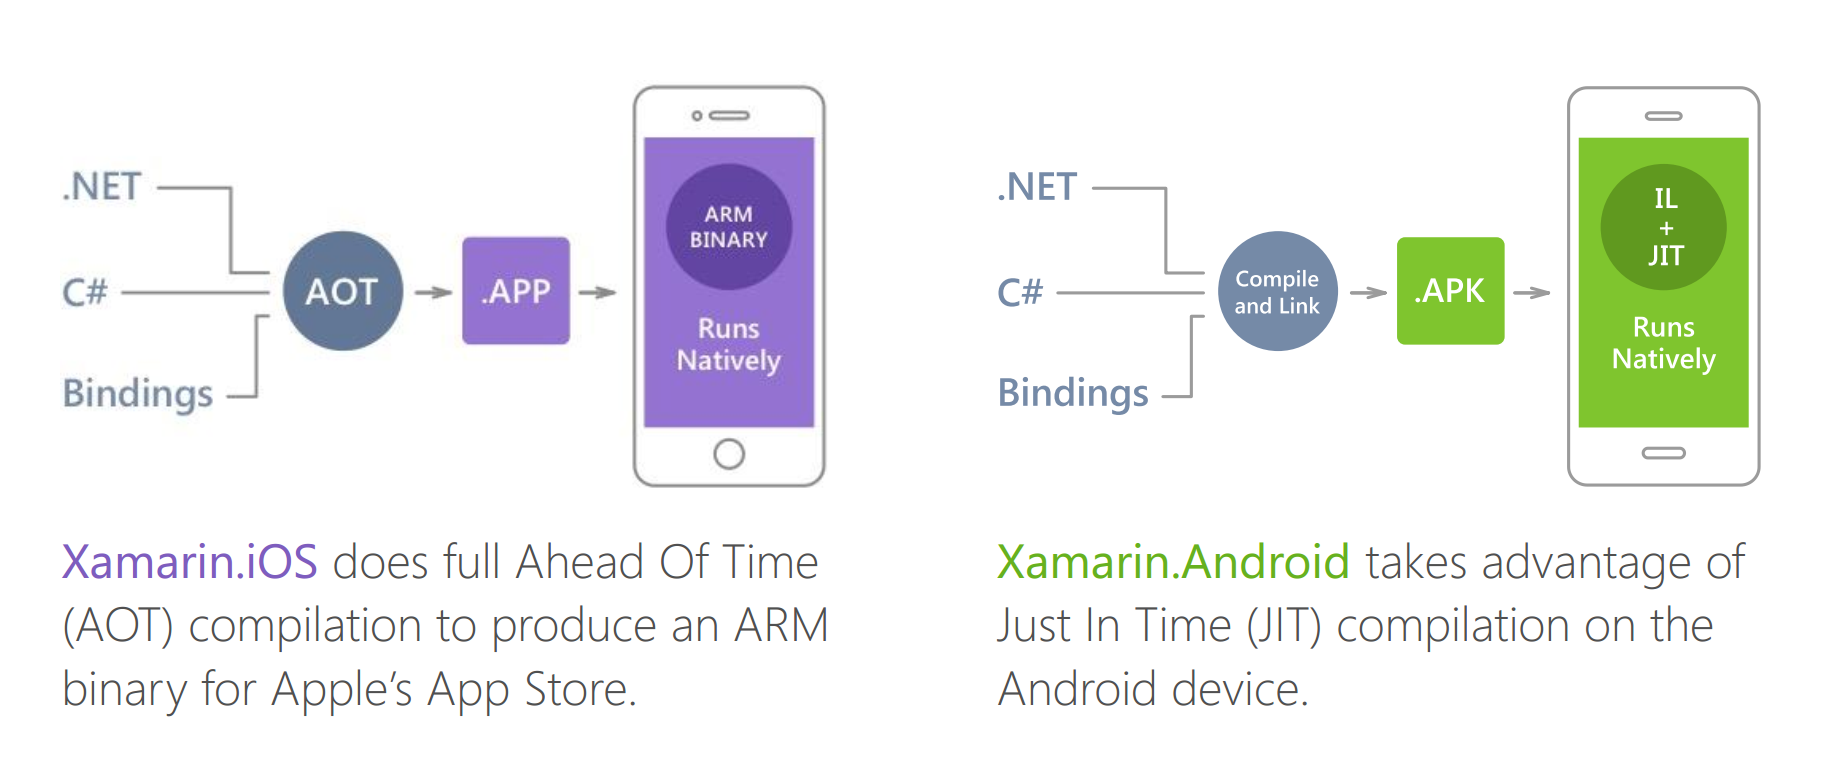 .NET
C#
Bindings
AOT
.APP
ARM
BINARY
Runs
Natively
Xamarin.iOS does full Ahead Of Time
(AOT) compilation to produce an ARM
binary for Apple’s App Store.
.NET
C#
Bindings
Compile
and Link
.APK
IL
+
JIT
Runs
Natively
Xamarin.Android takes advantage of
Just In Time (JIT) compilation on the
Android device.